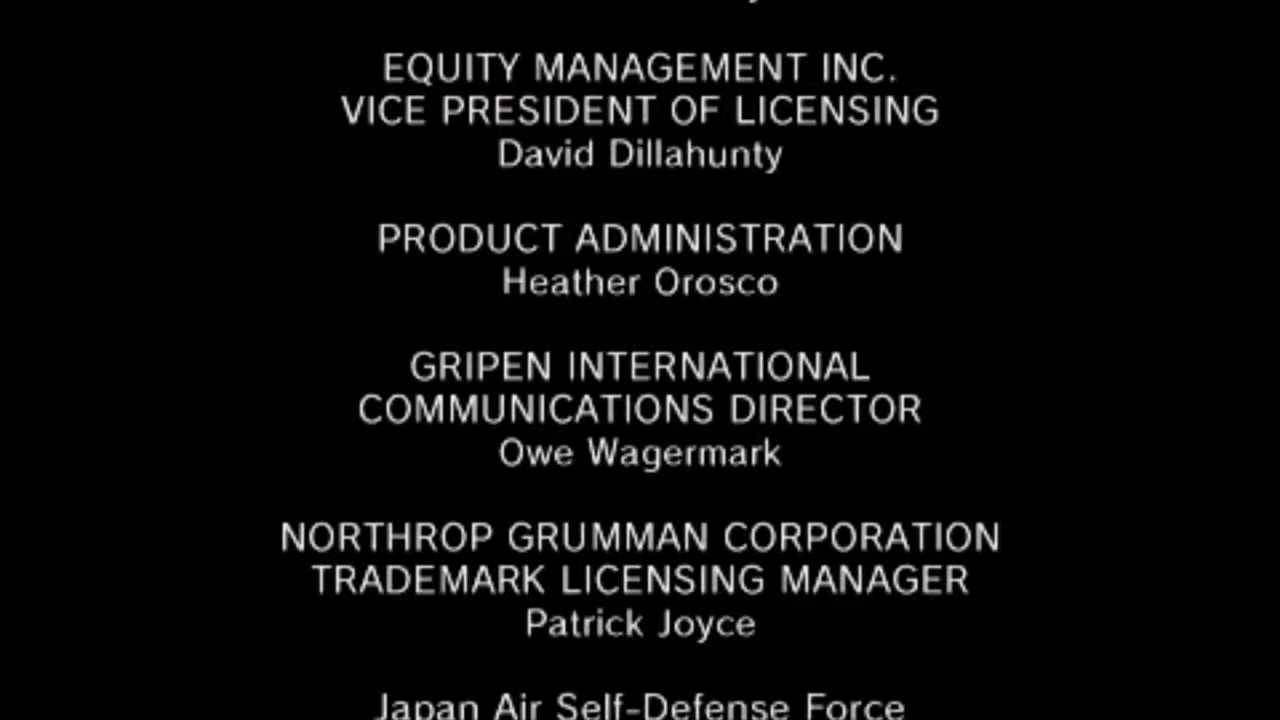 EQUITY MANAGEMENT INC.
VICE PRESIDENT OF LICENSING
David Dillahunty
PRODUCT ADMINISTRATION
Heather Orosco
GRIPEN INTERNATIONAL
COMMUNICATIONS DIRECTOR
Owe Wagermark
NORTHROP GRUMMAN CORPORATION
TRADEMARK LICENSING MANAGER
Patrick Joyce
Japan Air Self-Defense Force